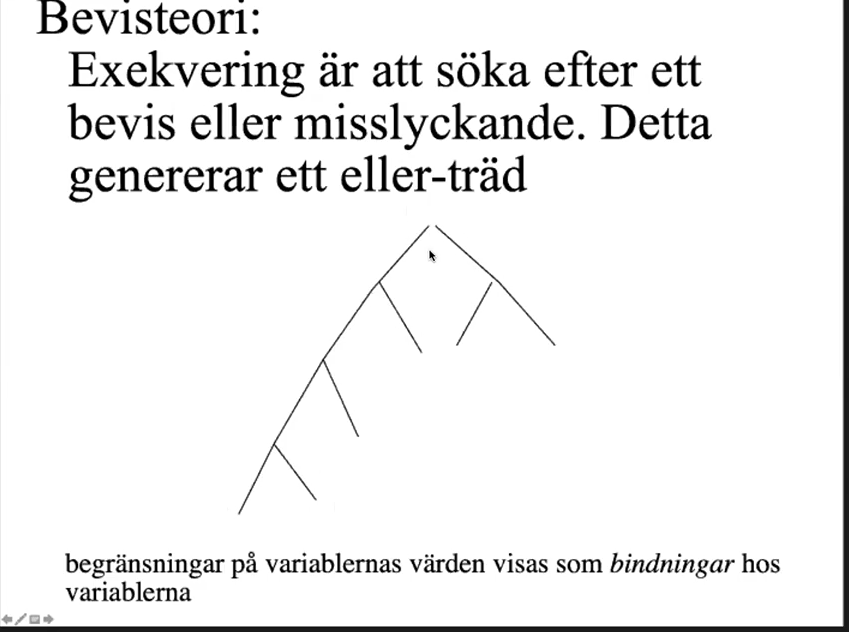 Bevisteori:
Exekvering är att söka efter ett
bevis eller misslyckande. Detta
genererar ett eller-träd
begränsningar på variablernas värden visas som bindningar hos
variablerna